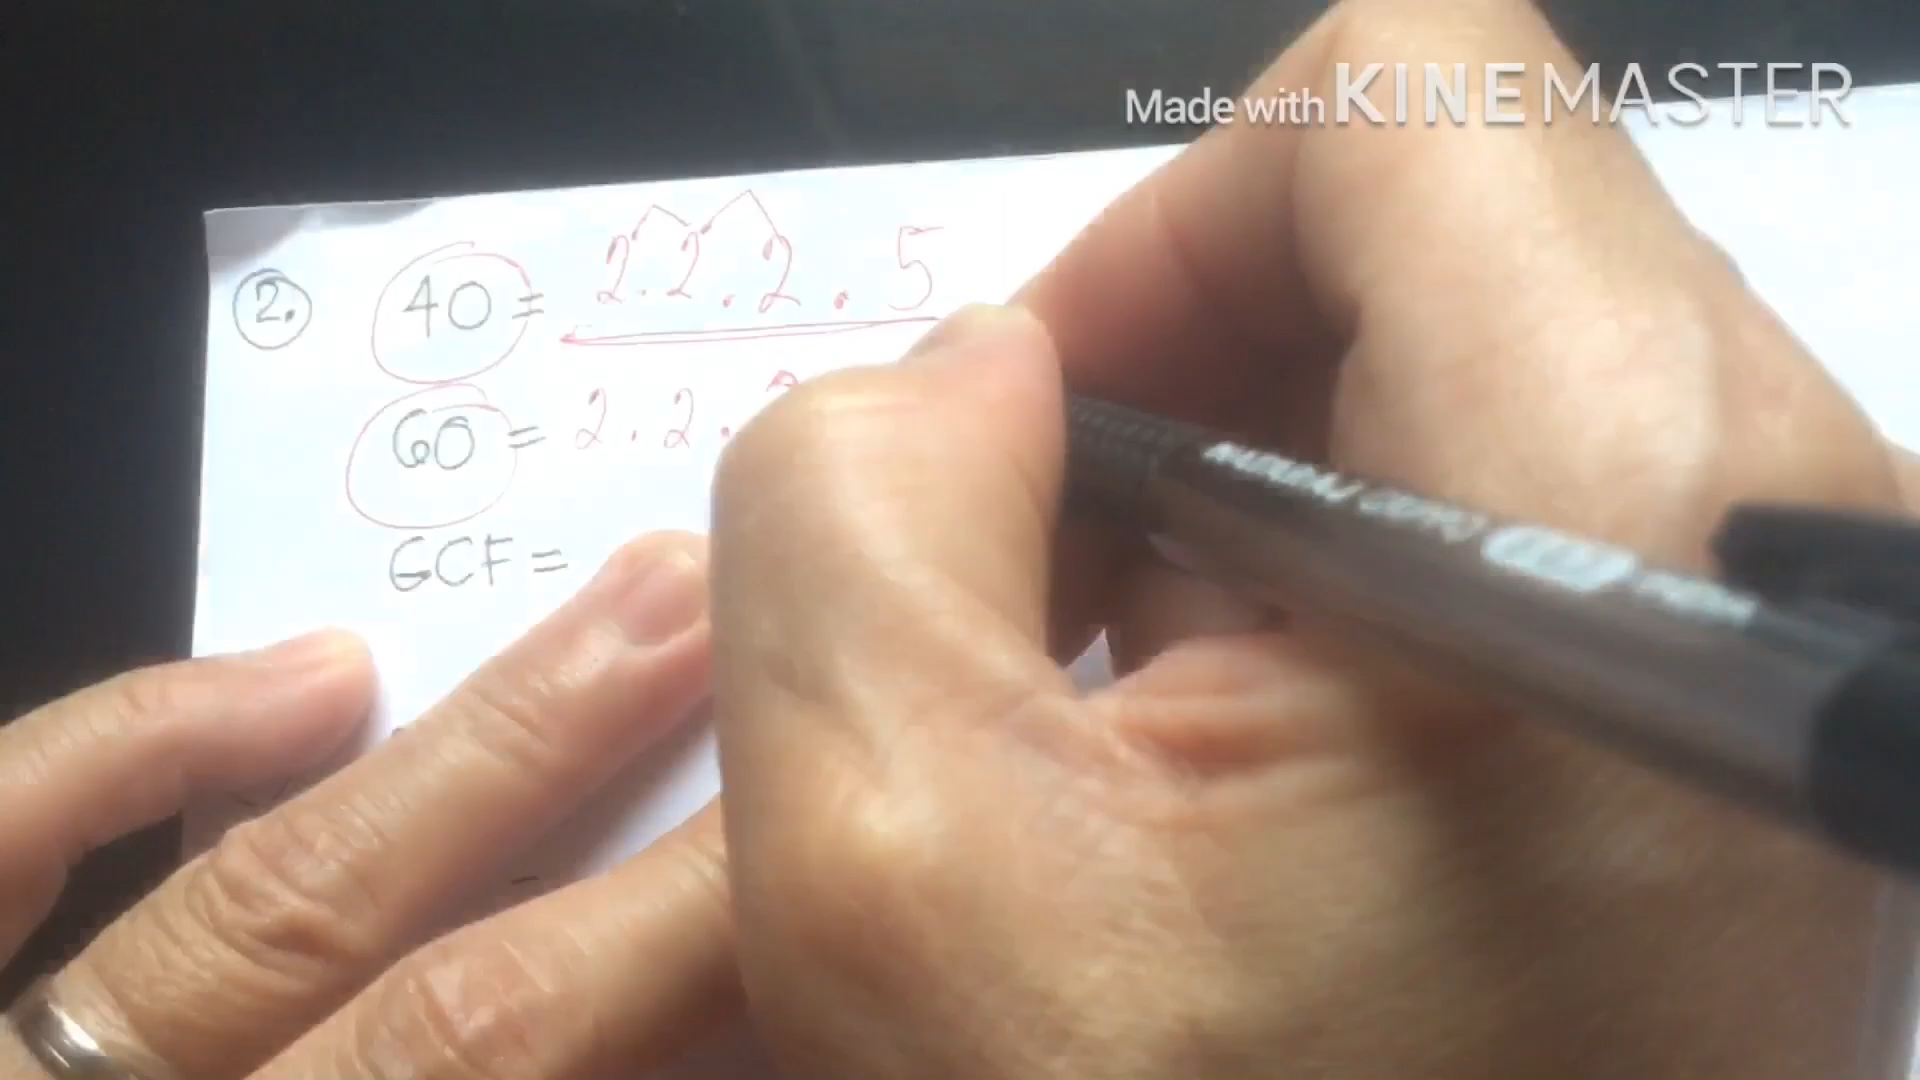 Made with KINEMASTER
2. 40 = 2.2.2.5
60 = 2.2.
GCF =